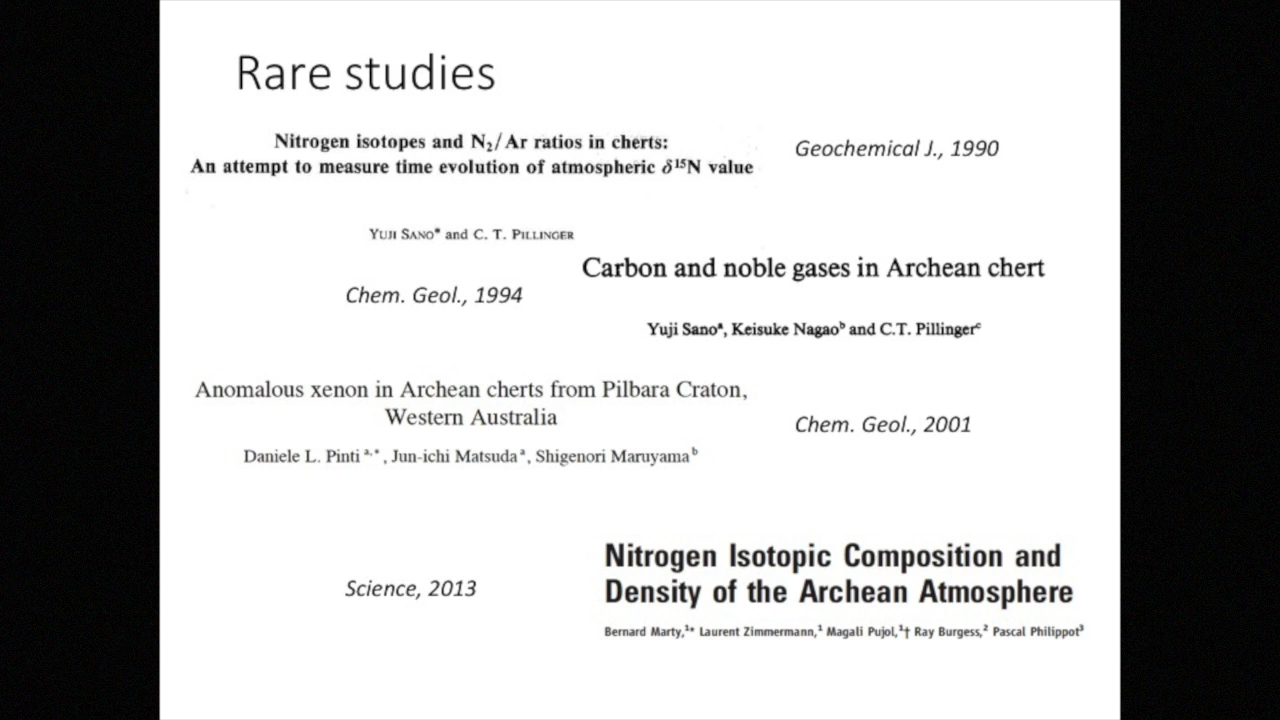 Rare studies
Nitrogen isotopes and N₂/Ar ratios in cherts:
An attempt to measure time evolution of atmospheric δ¹⁵N value
Geochemical J., 1990
YUJI SANO* and C. T. PILLINGER
Carbon and noble gases in Archean chert
Chem. Geol., 1994
Yuji Sanoᵃ, Keisuke Nagaoᵇ and C.T. Pillingerᶜ
Anomalous xenon in Archean cherts from Pilbara Craton,
Western Australia
Chem. Geol., 2001
Daniele L. Pinti ᵃ,*, Jun-ichi Matsuda ᵃ, Shigenori Maruyama ᵇ
Nitrogen Isotopic Composition and
Density of the Archean Atmosphere
Science, 2013
Bernard Marty,¹* Laurent Zimmermann,¹ Magali Pujol,¹† Ray Burgess,² Pascal Philippot³